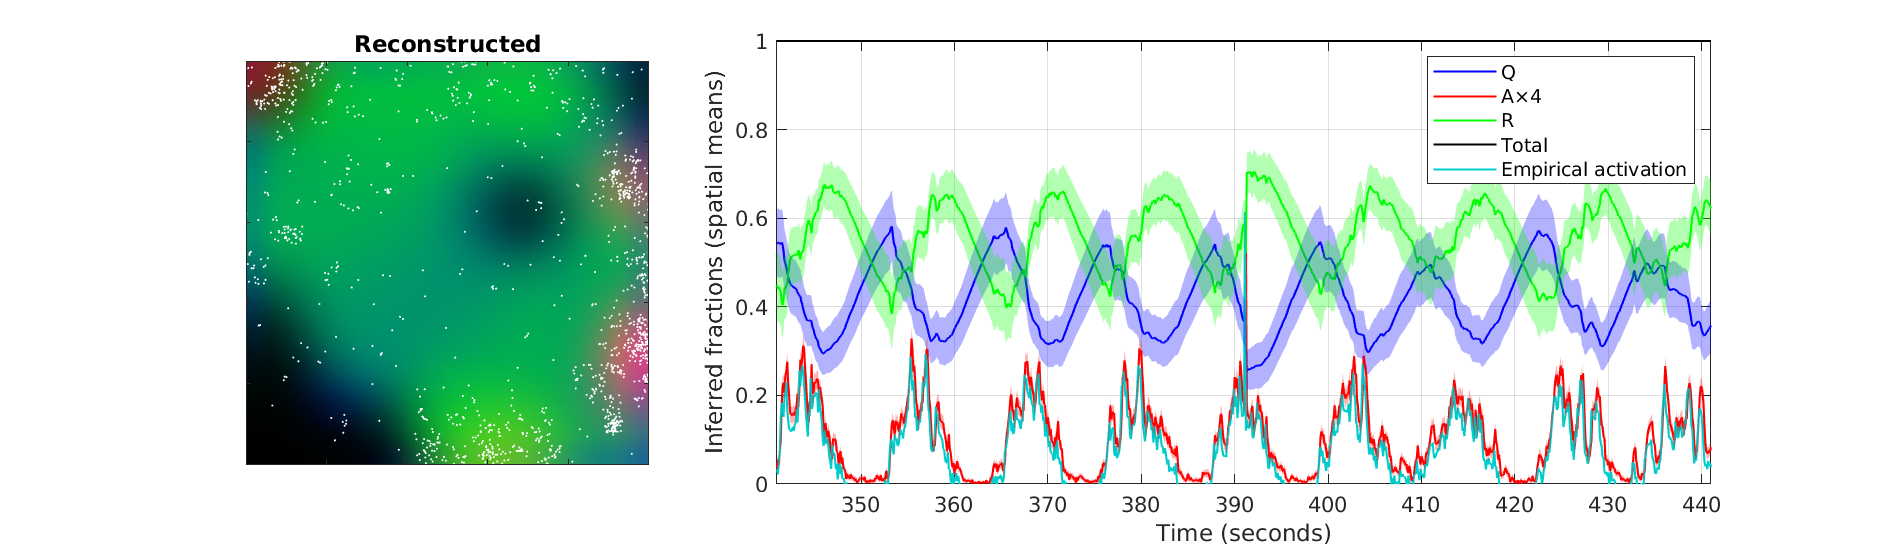 Reconstructed
Inferred fractions (spatial means)
1
0.8
0.6
0.4
0.2
0
350 360 370 380 390 400 410 420 430 440
Time (seconds)
Q
A×4
R
Total
Empirical activation